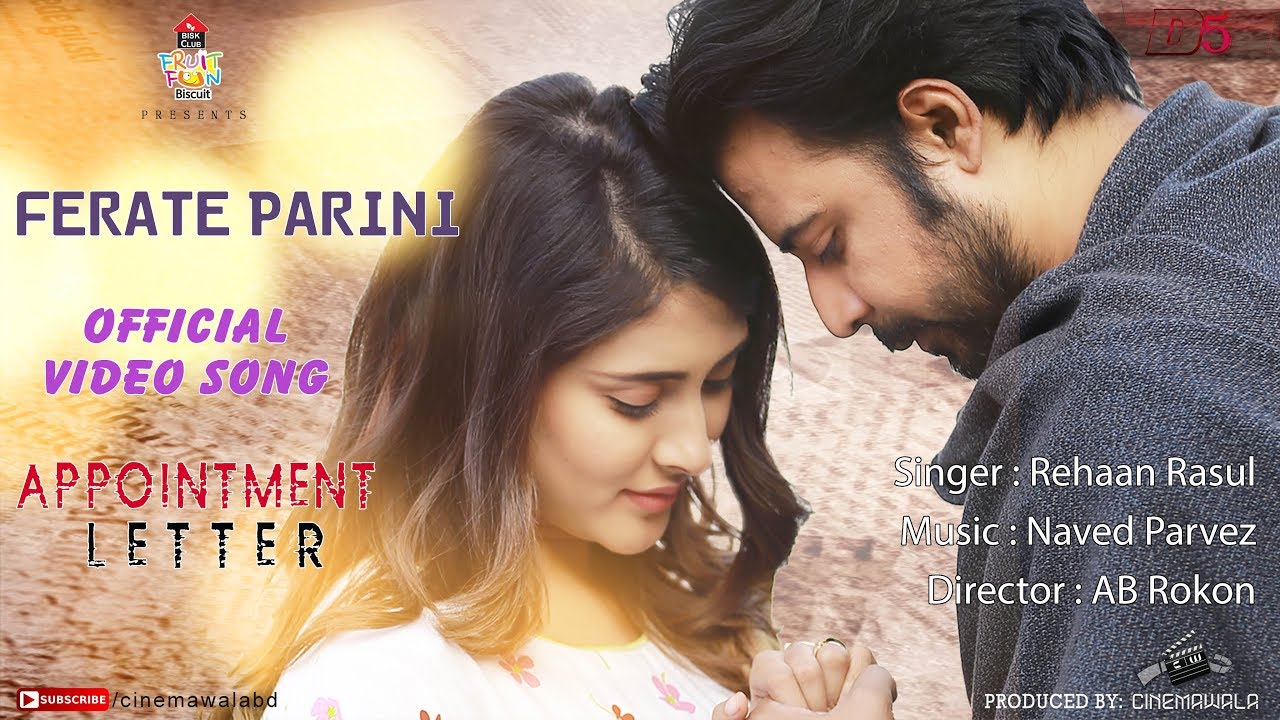 BISK
CLUB
FRUIT
FUN
Biscuit
PRESENTS
D5
FERATE PARINI
OFFICIAL
VIDEO SONG
APPOINTMENT
LETTER
Singer : Rehaan Rasul
Music : Naved Parvez
Director : AB Rokon
SUBSCRIBE /cinemawalabd
PRODUCED BY: CINEMAWALA